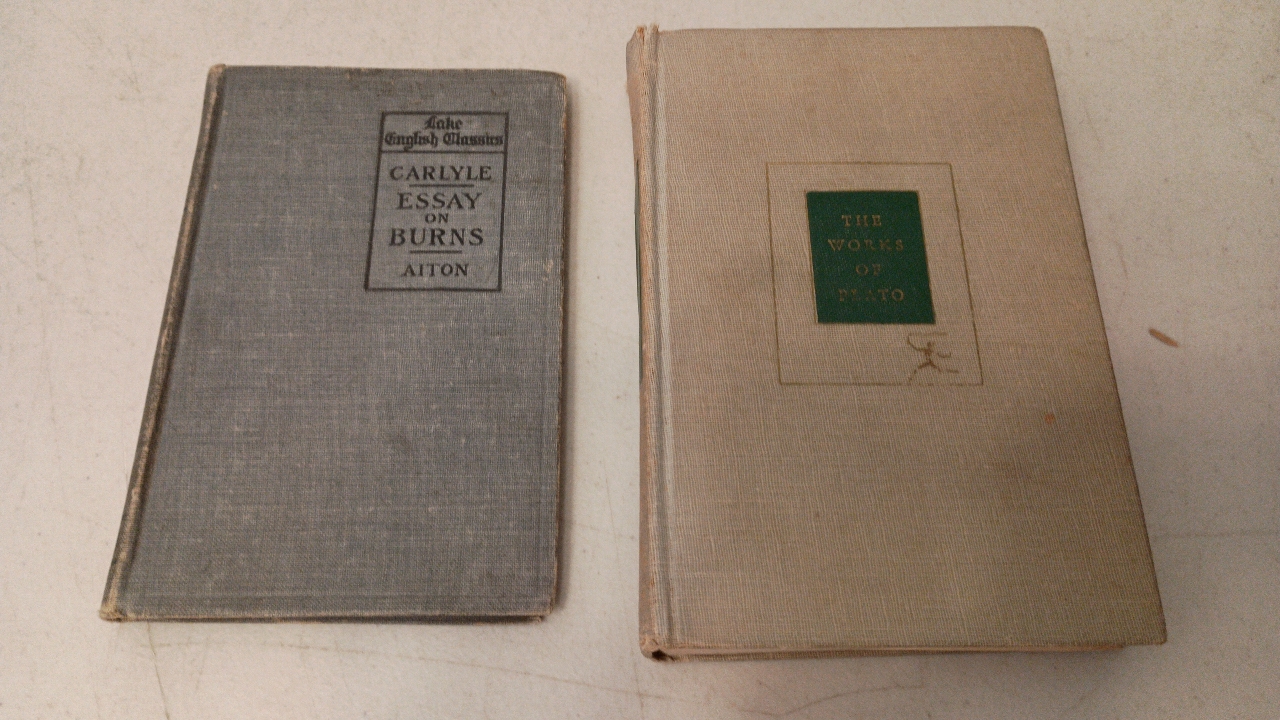 Lake
English Classics
CARLYLE
ESSAY
ON
BURNS
AITON
THE
WORKS
OF
PLATO